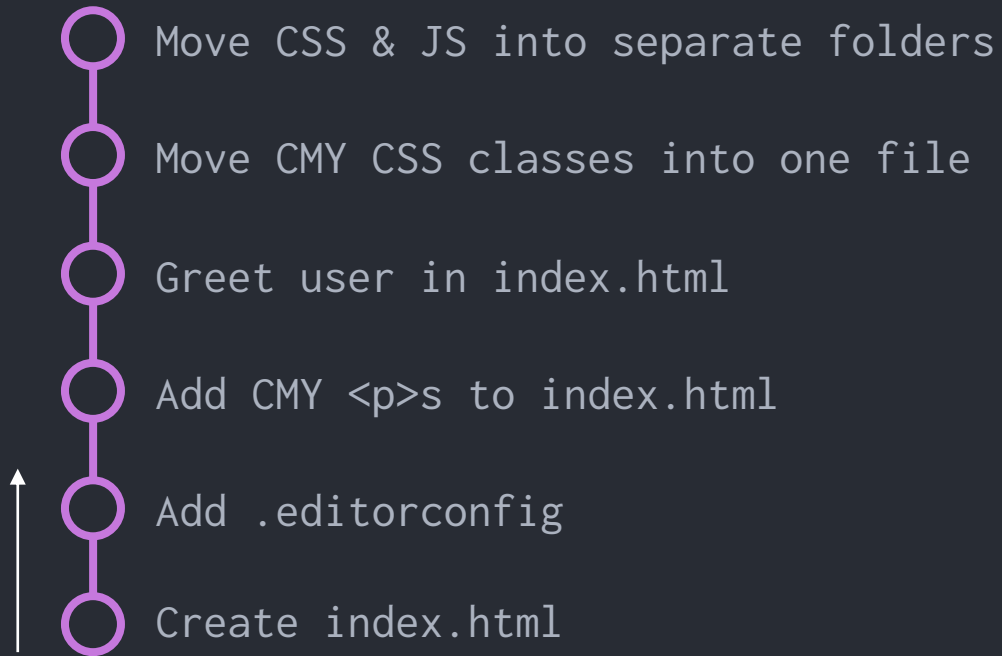 Move CSS & JS into separate folders
Move CMY CSS classes into one file
Greet user in index.html
Add CMY <p>s to index.html
Add .editorconfig
Create index.html